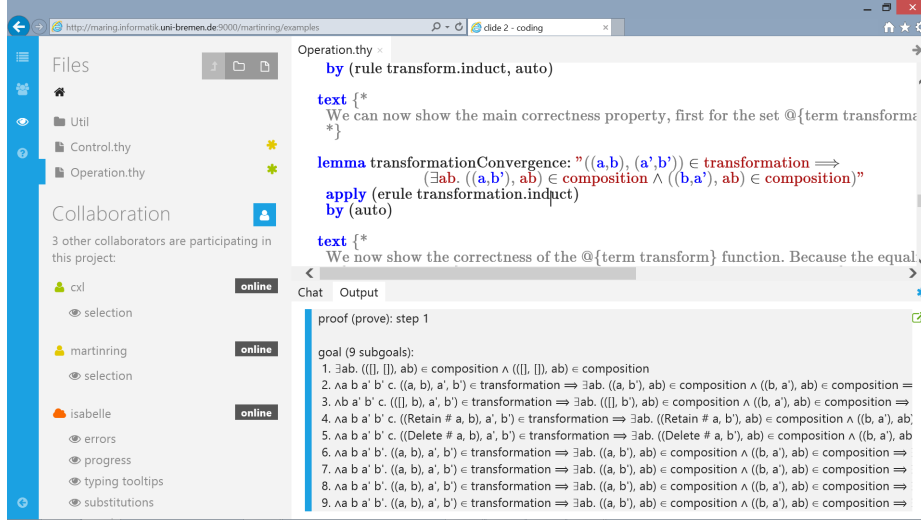 http://maring.informatik.uni-bremen.de:9000/martinring/examples
clide 2 - coding
Files
Util
Control.thy
Operation.thy
Collaboration
3 other collaborators are participating in
this project:
cxl online
selection
martinring online
selection
isabelle online
errors
progress
typing tooltips
substitutions
Operation.thy
by (rule transform.induct, auto)
text {*
We can now show the main correctness property, first for the set @{term transforma
*}
lemma transformationConvergence: "((a,b), (a',b')) ∈ transformation ⟹
(∃ab. ((a,b'), ab) ∈ composition ∧ ((b,a'), ab) ∈ composition)"
apply (erule transformation.induct)
by (auto)
text {*
We now show the correctness of the @{term transform} function. Because the equal
Chat Output
proof (prove): step 1
goal (9 subgoals):
1. ∃ab. (([], []), ab) ∈ composition ∧ (([], []), ab) ∈ composition
2. ⋀a b a' b' c. ((a, b), a', b') ∈ transformation ⟹ ∃ab. ((a, b'), ab) ∈ composition ∧ ((b, a'), ab) ∈ composition =
3. ⋀b a' b' c. (([], b), a', b') ∈ transformation ⟹ ∃ab. (([], b'), ab) ∈ composition ∧ ((b, a'), ab) ∈ composition ⟹
4. ⋀a b a' b' c. ((Retain # a, b), a', b') ∈ transformation ⟹ ∃ab. ((Retain # a, b'), ab) ∈ composition ∧ ((b, a'), ab)
5. ⋀a b a' b' c. ((Delete # a, b), a', b') ∈ transformation ⟹ ∃ab. ((Delete # a, b'), ab) ∈ composition ∧ ((b, a'), ab
6. ⋀a b a' b'. ((a, b), a', b') ∈ transformation ⟹ ∃ab. ((a, b'), ab) ∈ composition ∧ ((b, a'), ab) ∈ composition ⟹
7. ⋀a b a' b'. ((a, b), a', b') ∈ transformation ⟹ ∃ab. ((a, b'), ab) ∈ composition ∧ ((b, a'), ab) ∈ composition ⟹
8. ⋀a b a' b'. ((a, b), a', b') ∈ transformation ⟹ ∃ab. ((a, b'), ab) ∈ composition ∧ ((b, a'), ab) ∈ composition ⟹
9. ⋀a b a' b'. ((a, b), a', b') ∈ transformation ⟹ ∃ab. ((a, b'), ab) ∈ composition ∧ ((b, a'), ab) ∈ composition ⟹